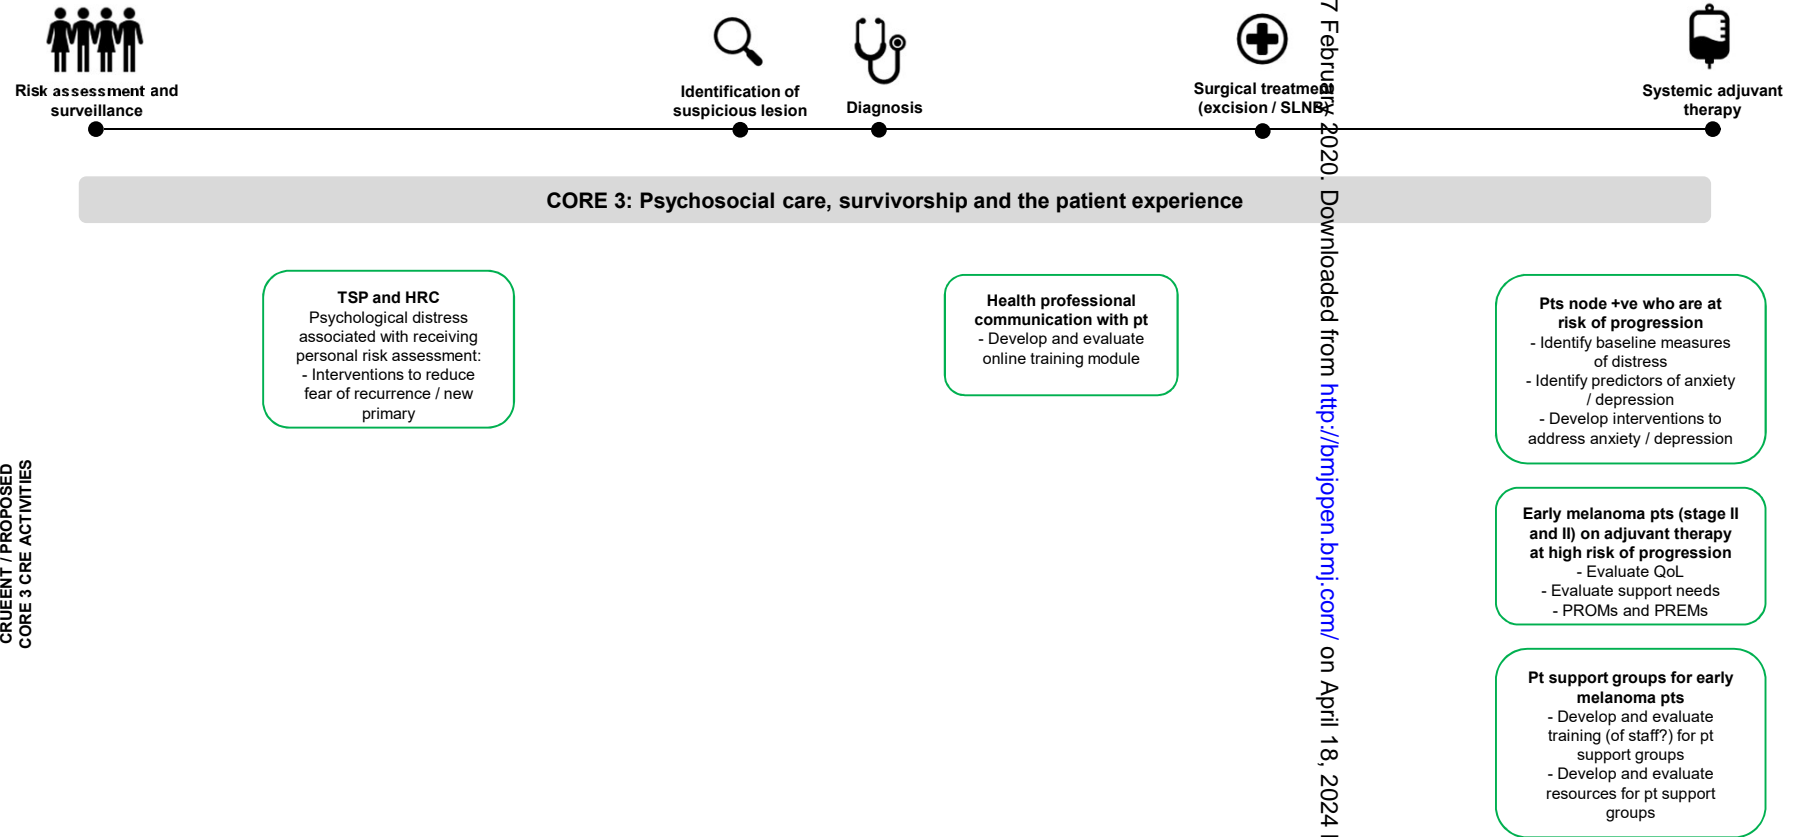 Risk assessment and
surveillance
Identification of
suspicious lesion
Diagnosis
Surgical treatment
(excision / SLNB)
Systemic adjuvant
therapy
CORE 3: Psychosocial care, survivorship and the patient experience
TSP and HRC
Psychological distress
associated with receiving
personal risk assessment:
- Interventions to reduce
fear of recurrence / new
primary
Health professional
communication with pt
- Develop and evaluate
online training module
Pts node +ve who are at
risk of progression
- Identify baseline measures
of distress
- Identify predictors of anxiety
/ depression
- Develop interventions to
address anxiety / depression
Early melanoma pts (stage II
and II) on adjuvant therapy
at high risk of progression
- Evaluate QoL
- Evaluate support needs
- PROMs and PREMs
Pt support groups for early
melanoma pts
- Develop and evaluate
training (of staff?) for pt
support groups
- Develop and evaluate
resources for pt support
groups
CRUEENT / PROPOSED
CORE 3 CRE ACTIVITIES
7 February 2020. Downloaded from http://bmjopen.bmj.com/ on April 18, 2024